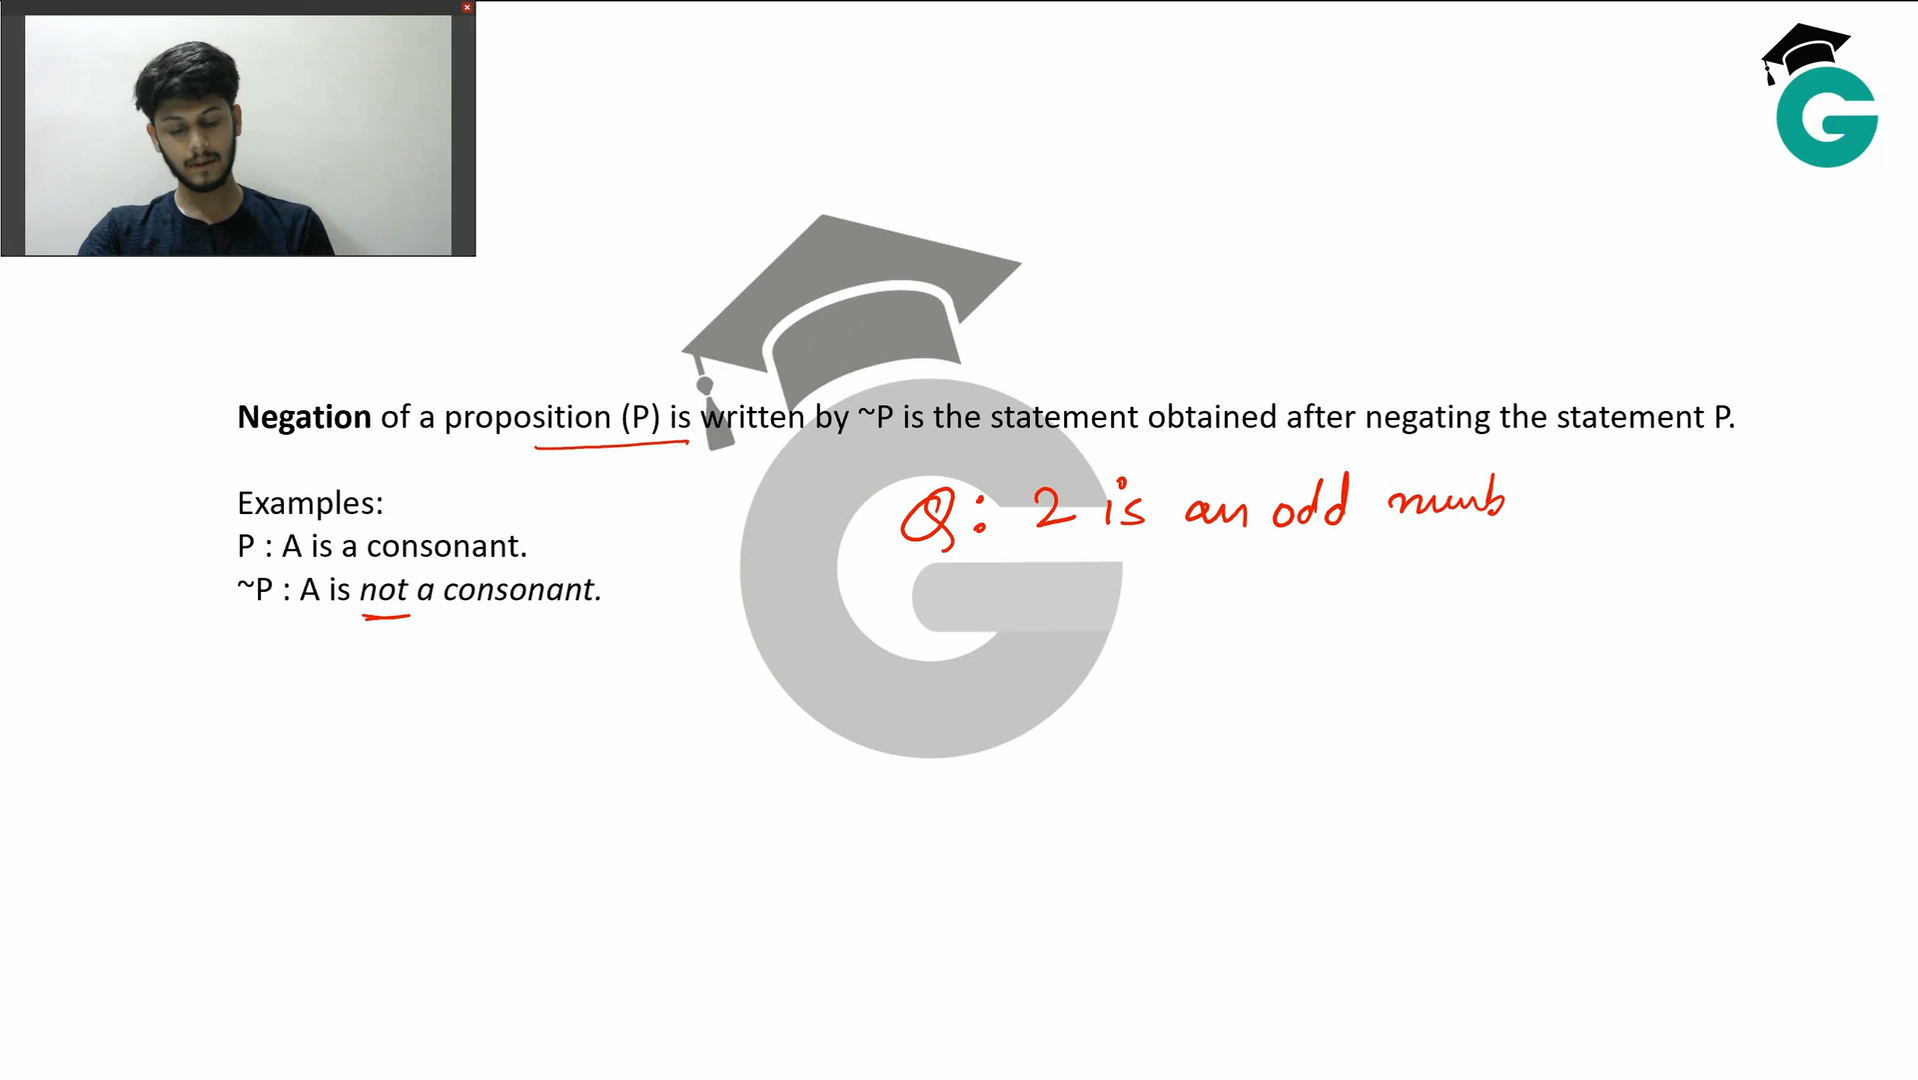 Negation of a proposition (P) is written by ~P is the statement obtained after negating the statement P.
Examples:
P : A is a consonant.
~P : A is not a consonant.
Q: 2 is an odd numb
G